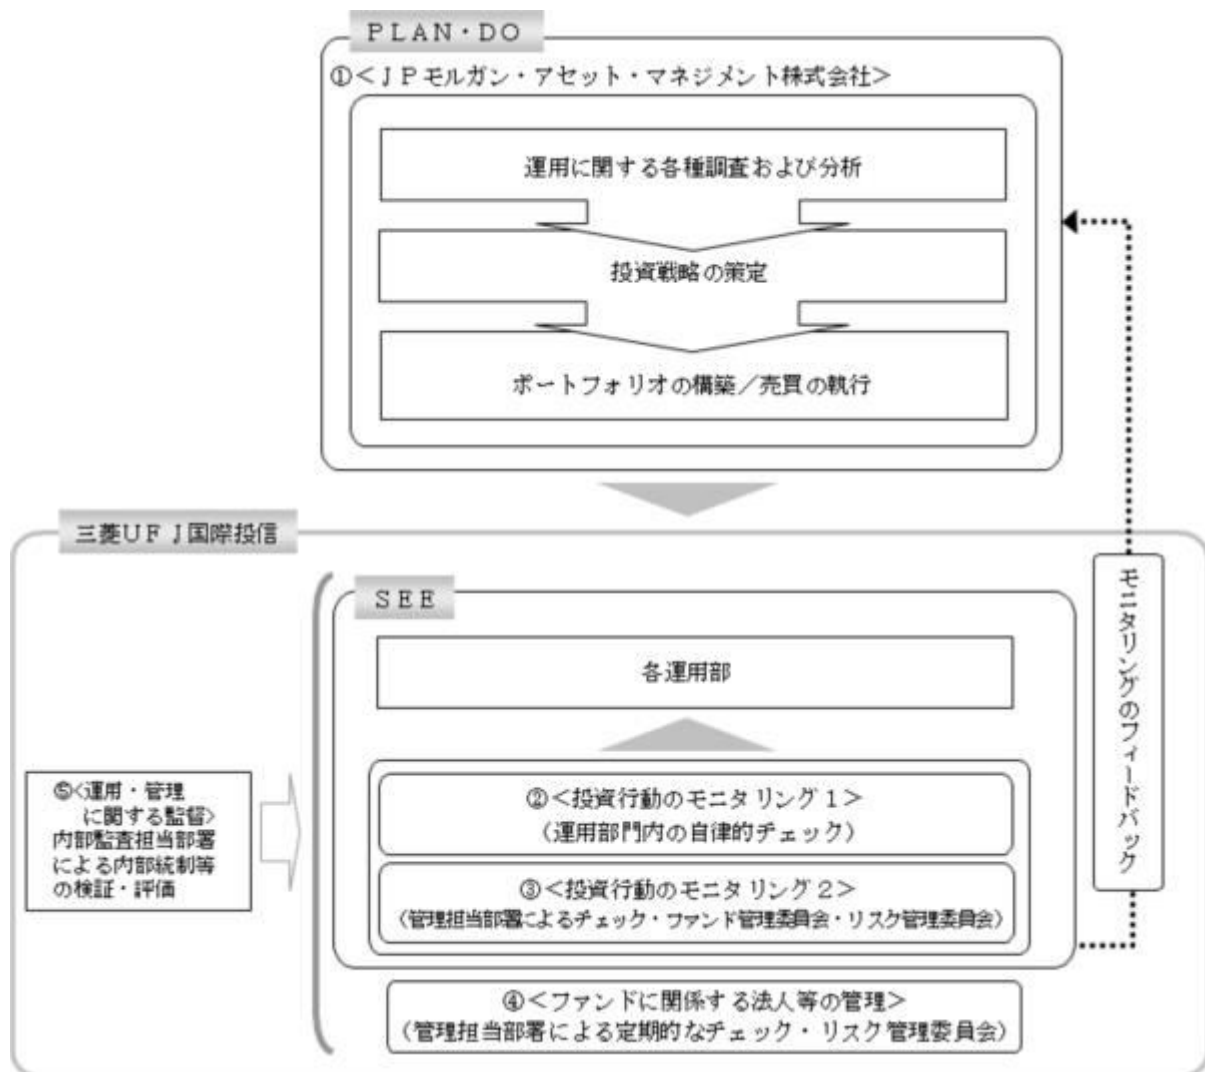 ＰＬＡＮ・ＤＯ
①＜ＪＰモルガン・アセット・マネジメント株式会社＞
運用に関する各種調査および分析
投資戦略の策定
ポートフォリオの構築／売買の執行
三菱ＵＦＪ国際投信
ＳＥＥ
各運用部
②＜投資行動のモニタリング１＞
（運用部門内の自律的チェック）
③＜投資行動のモニタリング２＞
（管理担当部署によるチェック・ファンド管理委員会・リスク管理委員会）
④＜ファンドに関係する法人等の管理＞
（管理担当部署による定期的なチェック・リスク管理委員会）
⑤＜運用・管理
に関する監督＞
内部監査担当部署
による内部統制等
の検証・評価
モニタリングのフィードバック